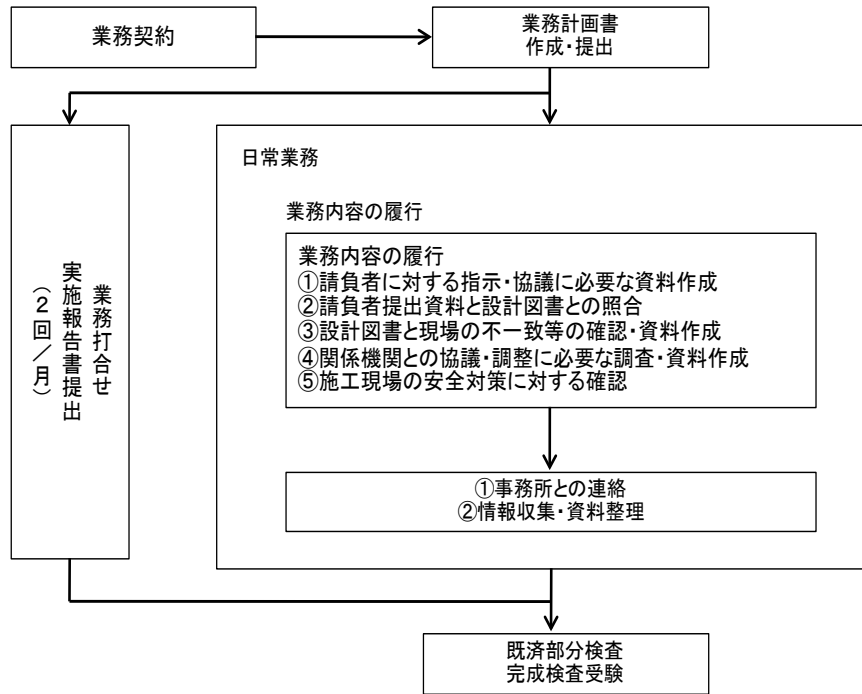 業務契約
業務計画書
作成・提出
業務打合せ
実施報告書提出
（２回／月）
日常業務
業務内容の履行
業務内容の履行
①請負者に対する指示・協議に必要な資料作成
②請負者提出資料と設計図書との照合
③設計図書と現場の不一致等の確認・資料作成
④関係機関との協議・調整に必要な調査・資料作成
⑤施工現場の安全対策に対する確認
①事務所との連絡
②情報収集・資料整理
既済部分検査
完成検査受験